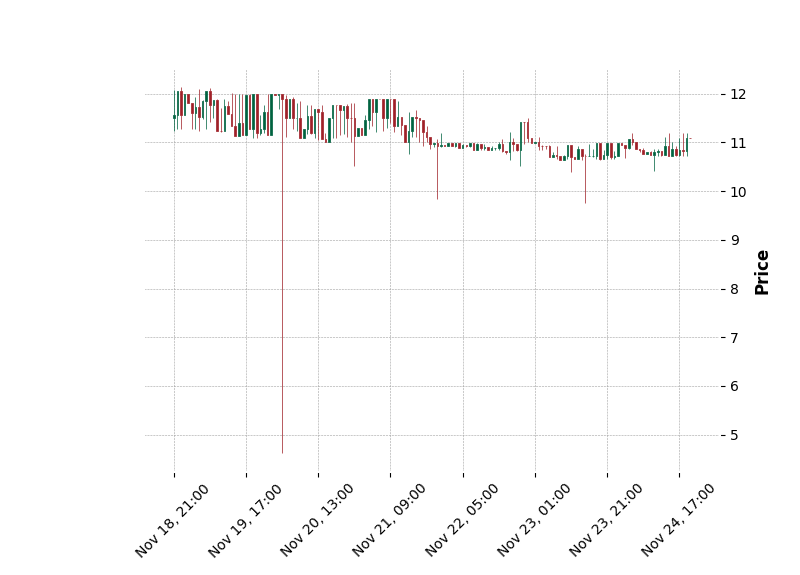 12
11
10
9
8
7
6
5
Price
Nov 18, 21:00
Nov 19, 17:00
Nov 20, 13:00
Nov 21, 09:00
Nov 22, 05:00
Nov 23, 01:00
Nov 23, 21:00
Nov 24, 17:00